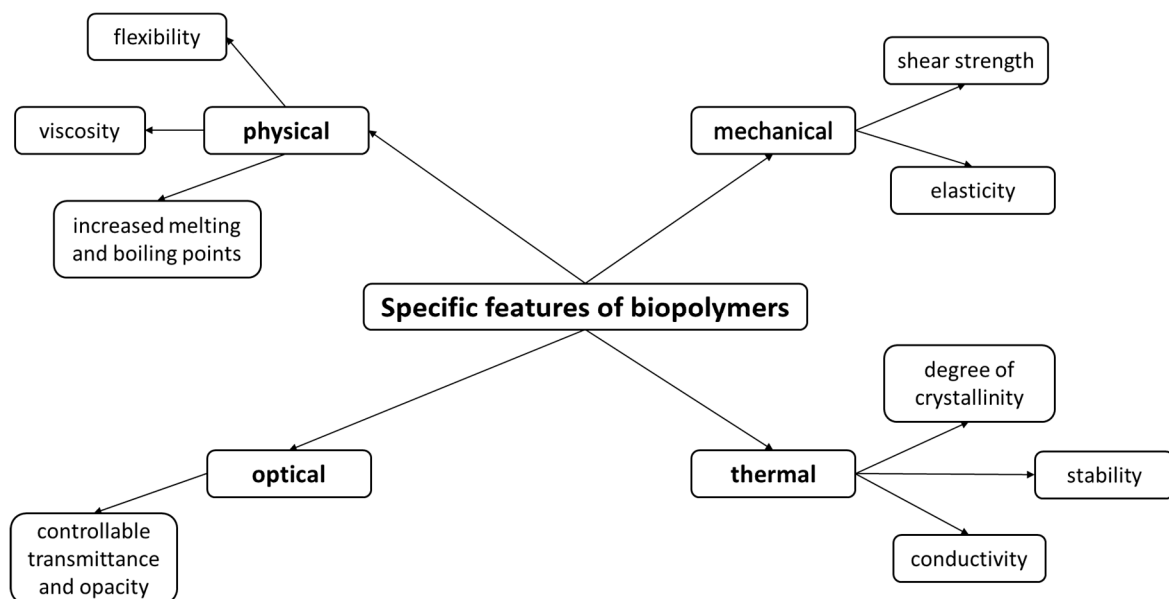 flexibility
viscosity
physical
increased melting
and boiling points
shear strength
mechanical
elasticity
Specific features of biopolymers
optical
controllable
transmittance
and opacity
degree of
crystallinity
thermal
stability
conductivity